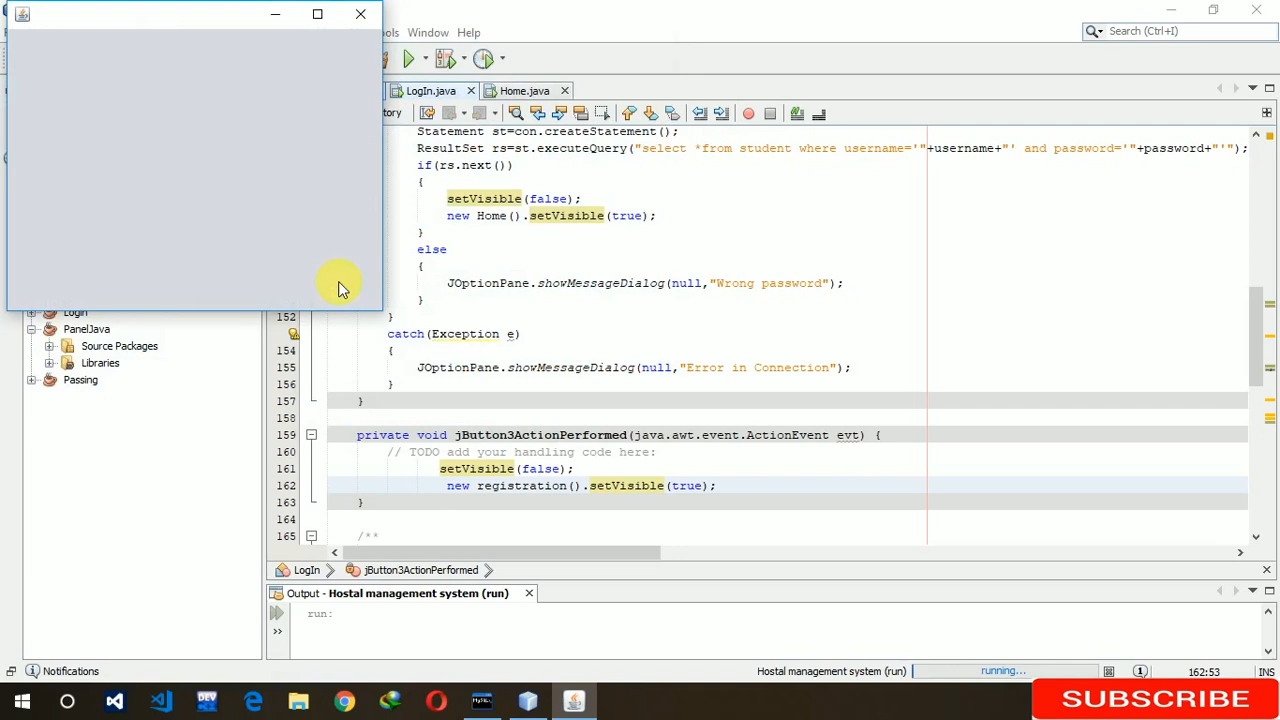 ols Window Help
Search (Ctrl+I)
LogIn.java
Home.java
tory
Statement st=con.createStatement();
ResultSet rs=st.executeQuery("select *from student where username='"+username+"' and password='"+password+"'");
if(rs.next())
{
setVisible(false);
new Home().setVisible(true);
}
else
{
JOptionPane.showMessageDialog(null,"Wrong password");
}
152 }
catch(Exception e)
154 {
155 JOptionPane.showMessageDialog(null,"Error in Connection");
156 }
157 }
158
159 private void jButton3ActionPerformed(java.awt.event.ActionEvent evt) {
160 // TODO add your handling code here:
161 setVisible(false);
162 new registration().setVisible(true);
163 }
164
165 /**
Login
PanelJava
Source Packages
Libraries
Passing
LogIn
jButton3ActionPerformed
Output - Hostal management system (run)
run:
Notifications
Hostal management system (run)
running...
1
162:53
INS
DEV
MySQL
SUBSCRIBE